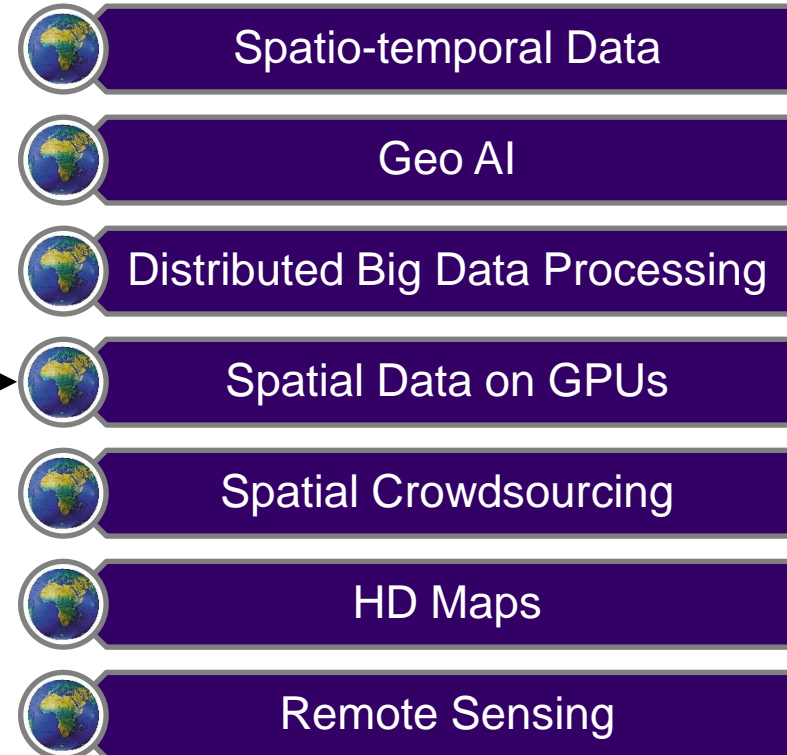 Spatio-temporal Data
Geo AI
Distributed Big Data Processing
Spatial Data on GPUs
Spatial Crowdsourcing
HD Maps
Remote Sensing